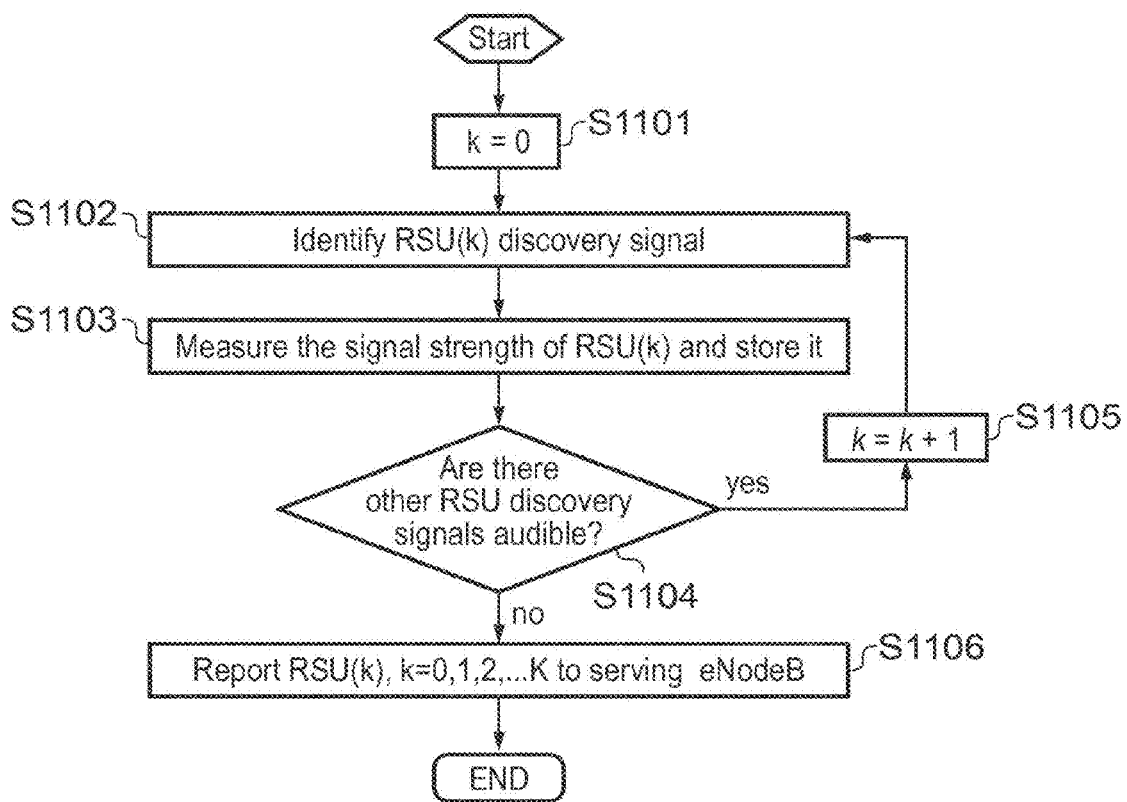 Start
k = 0
S1101
S1102
Identify RSU(k) discovery signal
S1103
Measure the signal strength of RSU(k) and store it
k = k + 1
S1105
Are there
other RSU discovery
signals audible?
yes
S1104
no
Report RSU(k), k=0,1,2,...K to serving eNodeB
S1106
END